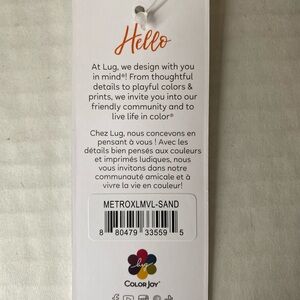 Hello
At Lug, we design with you
in mind®! From thoughtful
details to playful colors &
prints, we invite you into our
friendly community and to
live life in color®
Chez Lug, nous concevons en
pensant à vous ! Avec les
détails bien pensés aux couleurs
et imprimés ludiques, nous
vous invitons dans notre
communauté amicale et à
vivre la vie en couleur!
METROXLMVL-SAND
8 80479 33559 5
by
COLOR JOY